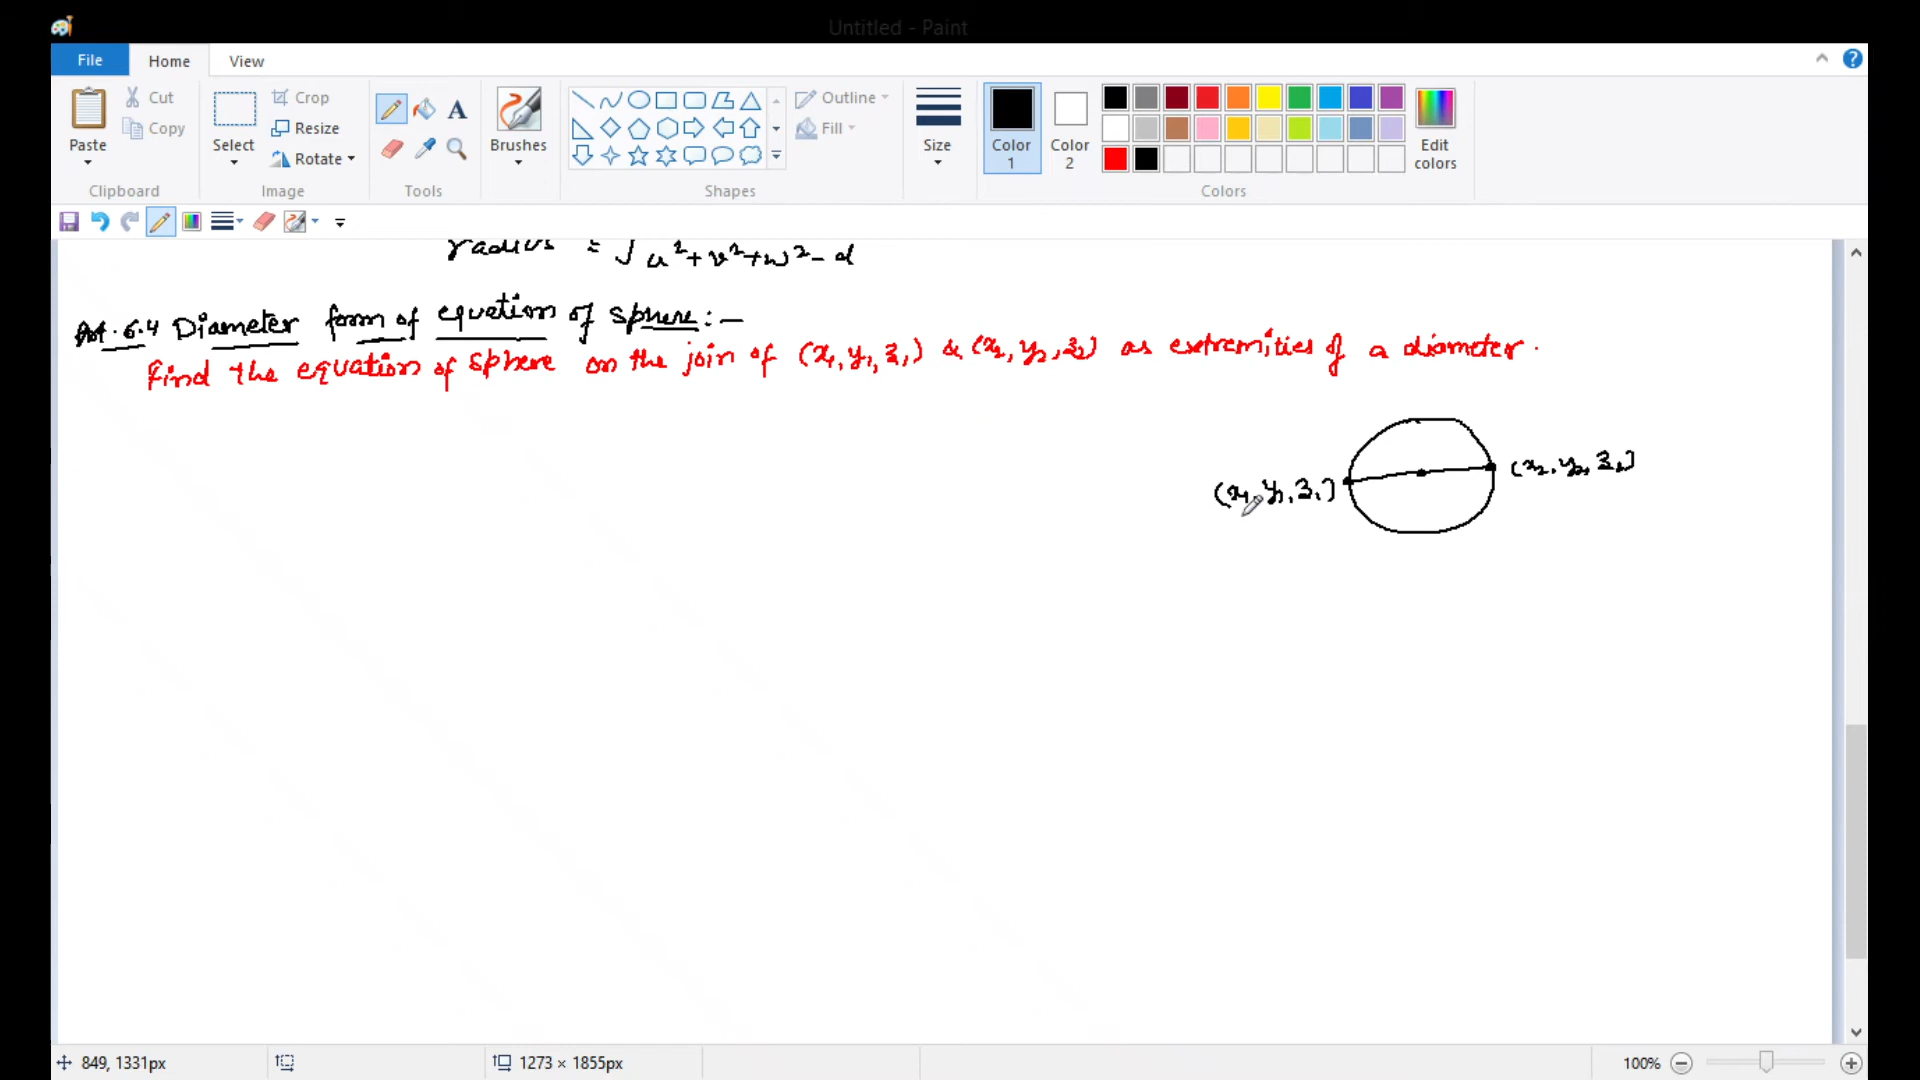 Untitled - Paint
File Home View
Paste Cut Copy Clipboard
Select Crop Resize Rotate Image
Tools
Brushes
Outline Fill Shapes
Size
Color 1 Color 2 Edit colors Colors
radius = √u²+v²+w²-d
Art. 6.4 Diameter form of equation of sphere:—
Find the equation of sphere on the join of (x₁, y₁, z₁) & (x₂, y₂, z₂) as extremities of a diameter.
(x₂, y₂, z₂)
(x₁, y₁, z₁)
849, 1331px 1273 × 1855px 100%